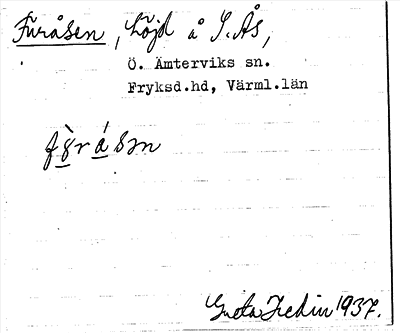 Furåsen, höjd å S. Ås,
Ö. Ämterviks sn.
Fryksd.hd, Värml.län
Greta Hedin 1937.